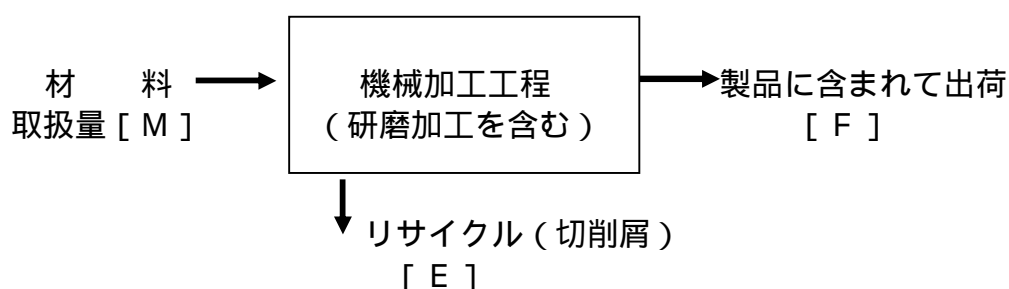 材　　料
取扱量［Ｍ］
機械加工工程
（研磨加工を含む）
製品に含まれて出荷
［Ｆ］
リサイクル（切削屑）
［Ｅ］